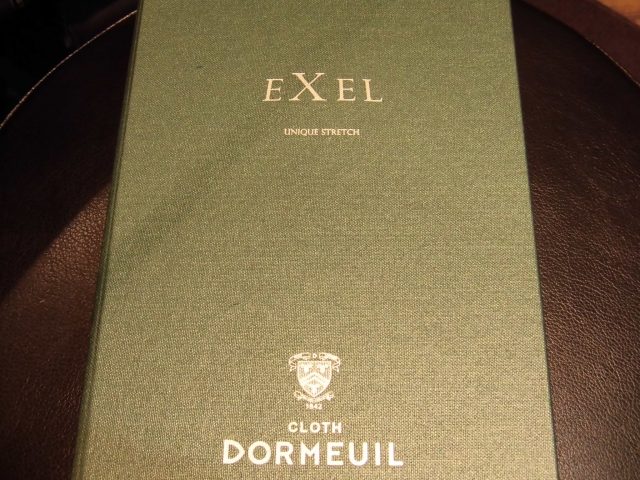 EXEL
UNIQUE STRETCH
1842
CLOTH
DORMEUIL